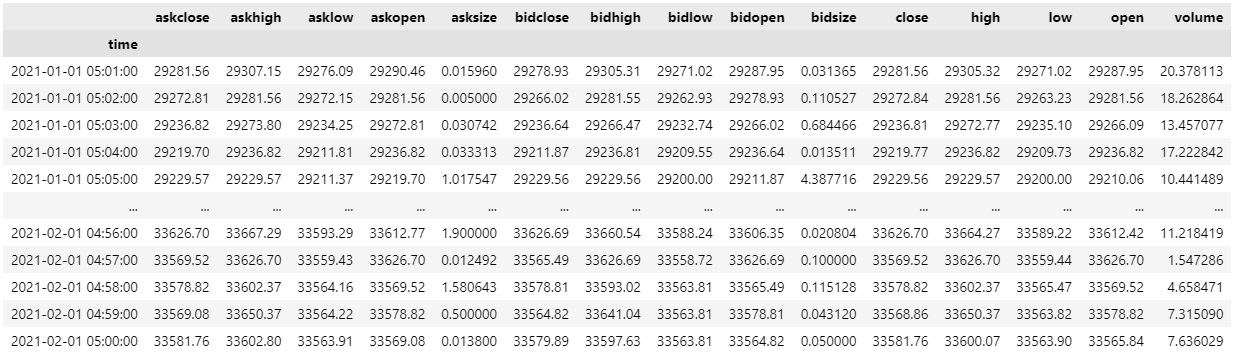 askclose askhigh asklow askopen asksize bidclose bidhigh bidlow bidopen bidsize close high low open volume
time
2021-01-01 05:01:00 29281.56 29307.15 29276.09 29290.46 0.015960 29278.93 29305.31 29271.02 29287.95 0.031365 29281.56 29305.32 29271.02 29287.95 20.378113
2021-01-01 05:02:00 29272.81 29281.56 29272.15 29281.56 0.005000 29266.02 29281.55 29262.93 29278.93 0.110527 29272.84 29281.56 29263.23 29281.56 18.262864
2021-01-01 05:03:00 29236.82 29273.80 29234.25 29272.81 0.030742 29236.64 29266.47 29232.74 29266.02 0.684466 29236.81 29272.77 29235.10 29266.09 13.457077
2021-01-01 05:04:00 29219.70 29236.82 29211.81 29236.82 0.033313 29211.87 29236.81 29209.55 29236.64 0.013511 29219.77 29236.82 29209.73 29236.82 17.222842
2021-01-01 05:05:00 29229.57 29229.57 29211.37 29219.70 1.017547 29229.56 29229.56 29200.00 29211.87 4.387716 29229.56 29229.57 29200.00 29210.06 10.441489
... ... ... ... ... ... ... ... ... ... ... ... ... ... ... ...
2021-02-01 04:56:00 33626.70 33667.29 33593.29 33612.77 1.900000 33626.69 33660.54 33588.24 33606.35 0.020804 33626.70 33664.27 33589.22 33612.42 11.218419
2021-02-01 04:57:00 33569.52 33626.70 33559.43 33626.70 0.012492 33565.49 33626.69 33558.72 33626.69 0.100000 33569.52 33626.70 33559.44 33626.70 1.547286
2021-02-01 04:58:00 33578.82 33602.37 33564.16 33569.52 1.580643 33578.81 33593.02 33563.81 33565.49 0.115128 33578.82 33602.37 33565.47 33569.52 4.658471
2021-02-01 04:59:00 33569.08 33650.37 33564.22 33578.82 0.500000 33564.82 33641.04 33563.81 33578.81 0.043120 33568.86 33650.37 33563.82 33578.82 7.315090
2021-02-01 05:00:00 33581.76 33602.80 33563.91 33569.08 0.013800 33579.89 33597.63 33563.81 33564.82 0.050000 33581.76 33600.07 33563.90 33565.84 7.636029